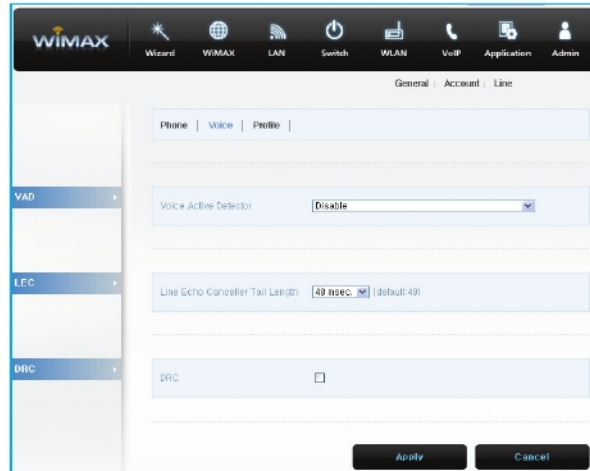 WiMAX
Wizard WiMAX LAN Switch WLAN VoIP Application Admin
General | Account | Line
Phone | Voice | Profile |
VAD
Voice Active Detector Disable
LEC
Line Echo Canceller Tail Length 48 msec. (default:48)
DRC
DRC
Apply Cancel